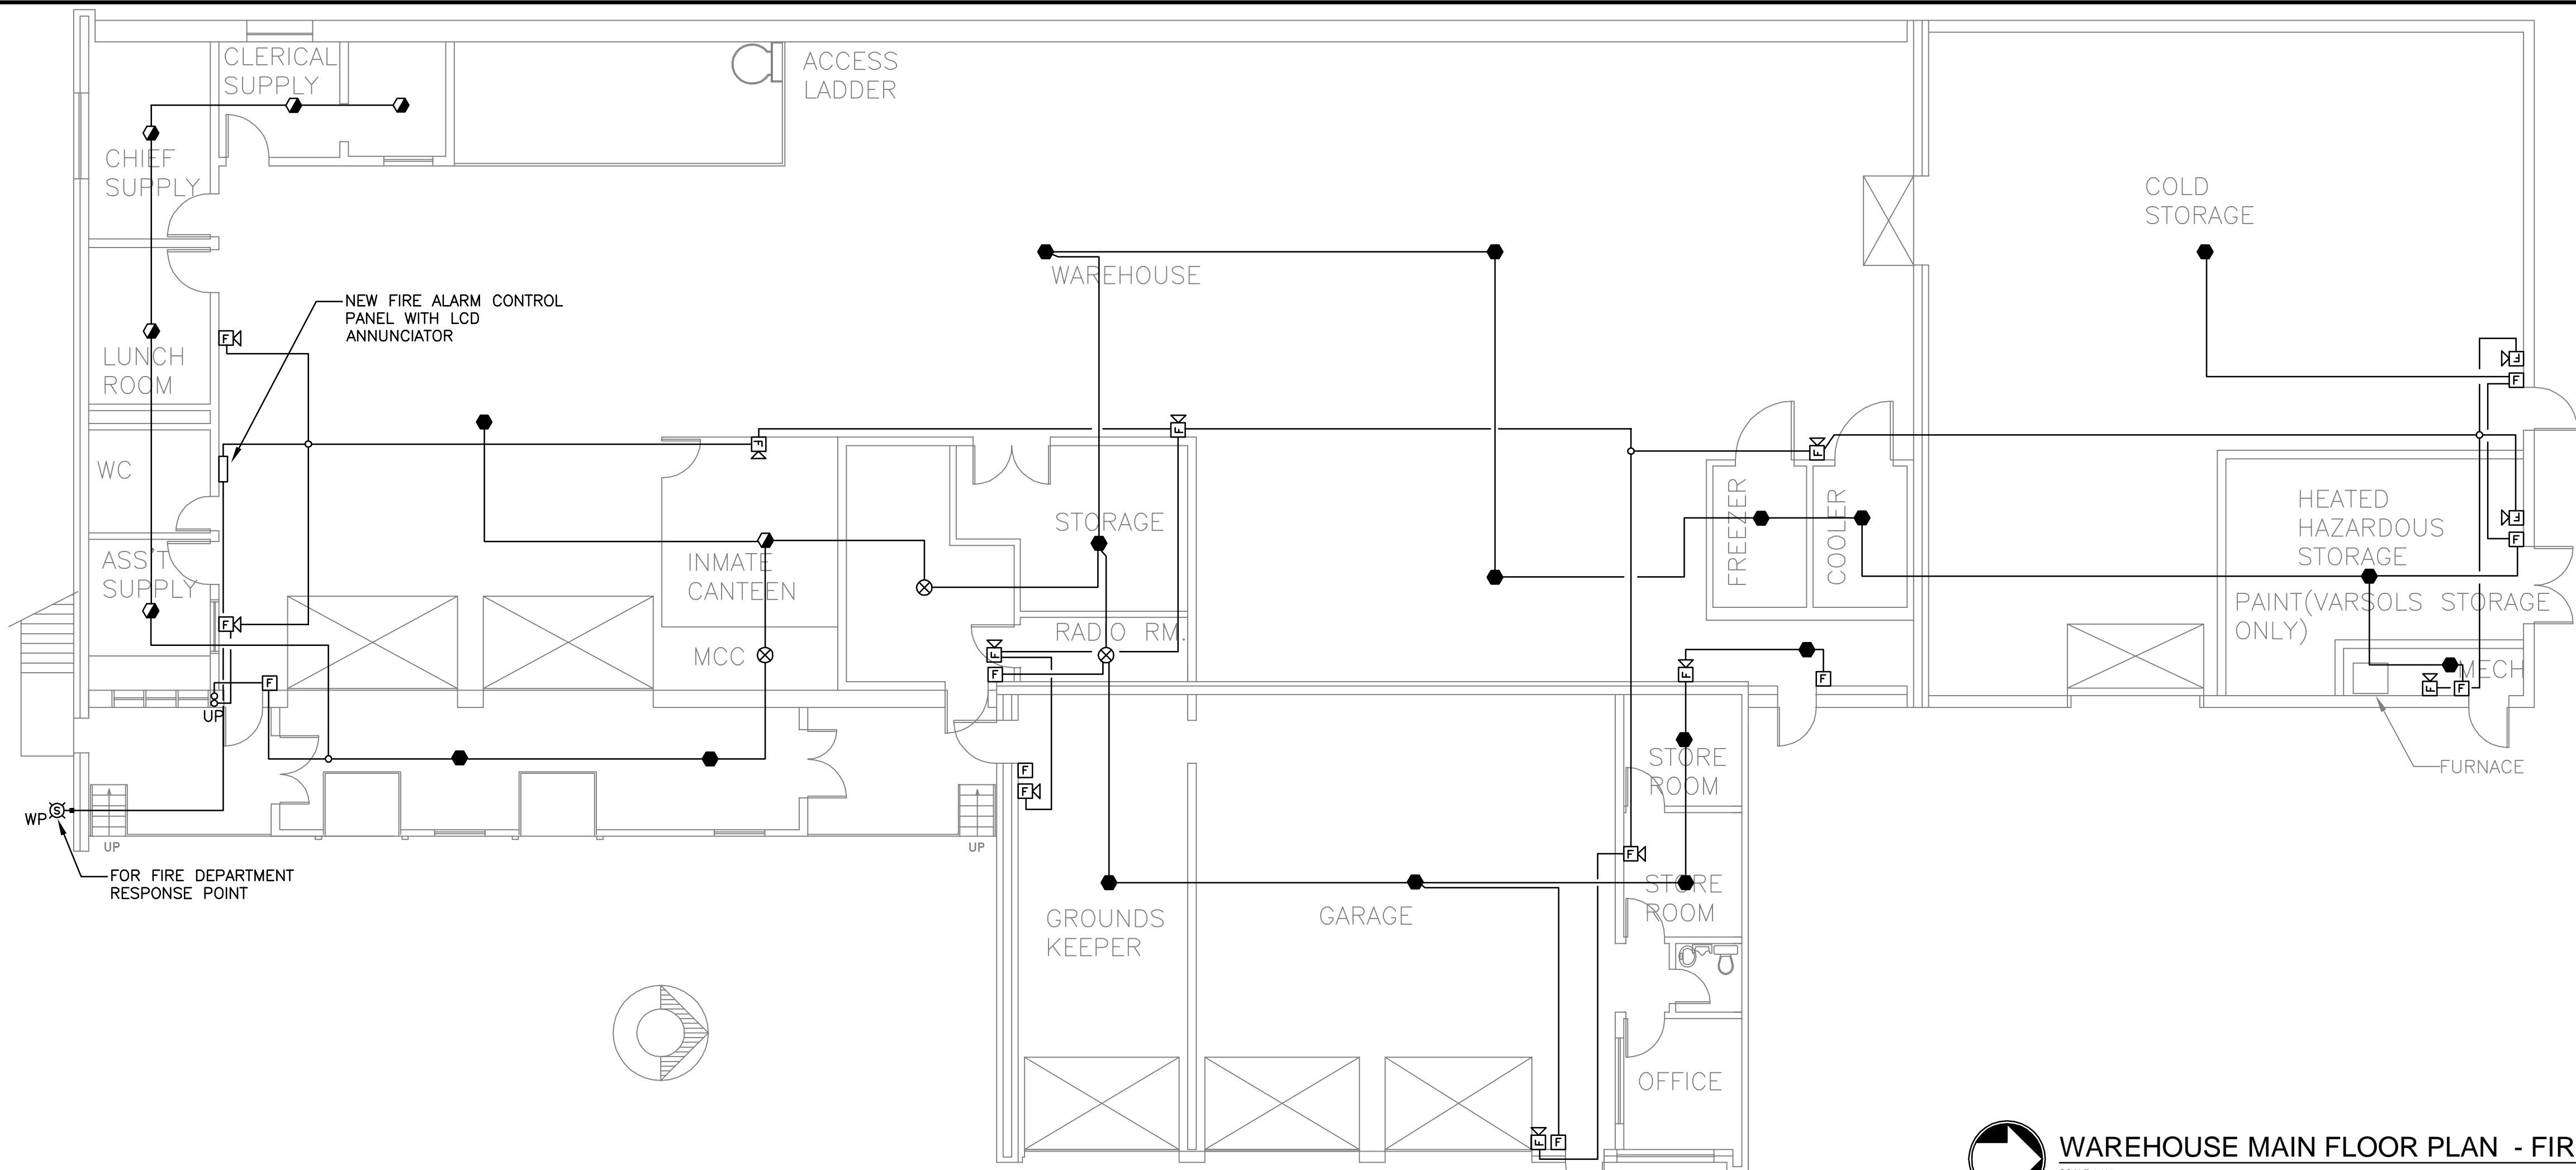 CLERICAL
SUPPLY
ACCESS
LADDER
CHIEF
SUPPLY
COLD
STORAGE
WAREHOUSE
NEW FIRE ALARM CONTROL
PANEL WITH LCD
ANNUNCIATOR
F
LUNCH
ROOM
F
F
F
F
F
WC
F
STORAGE
FREEZER
COOLER
HEATED
HAZARDOUS
STORAGE
F
F
ASS'T
SUPPLY
INMATE
CANTEEN
PAINT(VARSOLS STORAGE
ONLY)
F
RADIO RM.
MCC
F
F
F
F
F
MECH
F
F
UP
STORE
ROOM
FURNACE
F
F
WP
S
UP
UP
F
FOR FIRE DEPARTMENT
RESPONSE POINT
STORE
ROOM
GROUNDS
KEEPER
GARAGE
OFFICE
F
F
WAREHOUSE MAIN FLOOR PLAN - FIR